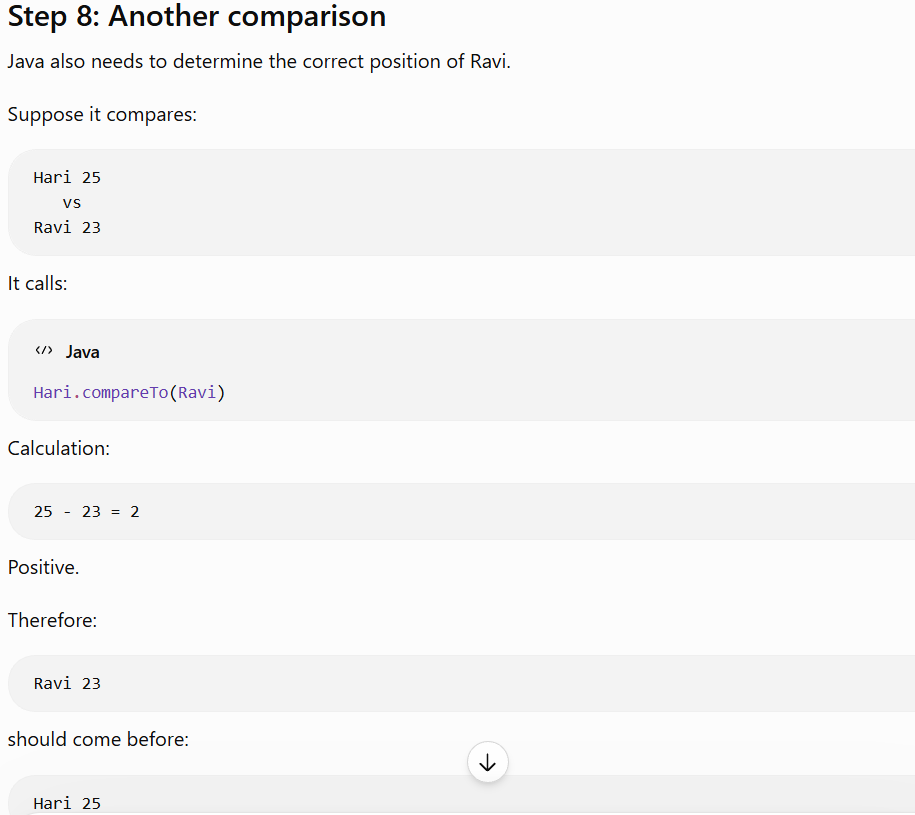 Step 8: Another comparison
Java also needs to determine the correct position of Ravi.
Suppose it compares:
Hari 25
vs
Ravi 23
It calls:
</> Java
Hari.compareTo(Ravi)
Calculation:
25 - 23 = 2
Positive.
Therefore:
Ravi 23
should come before:
Hari 25